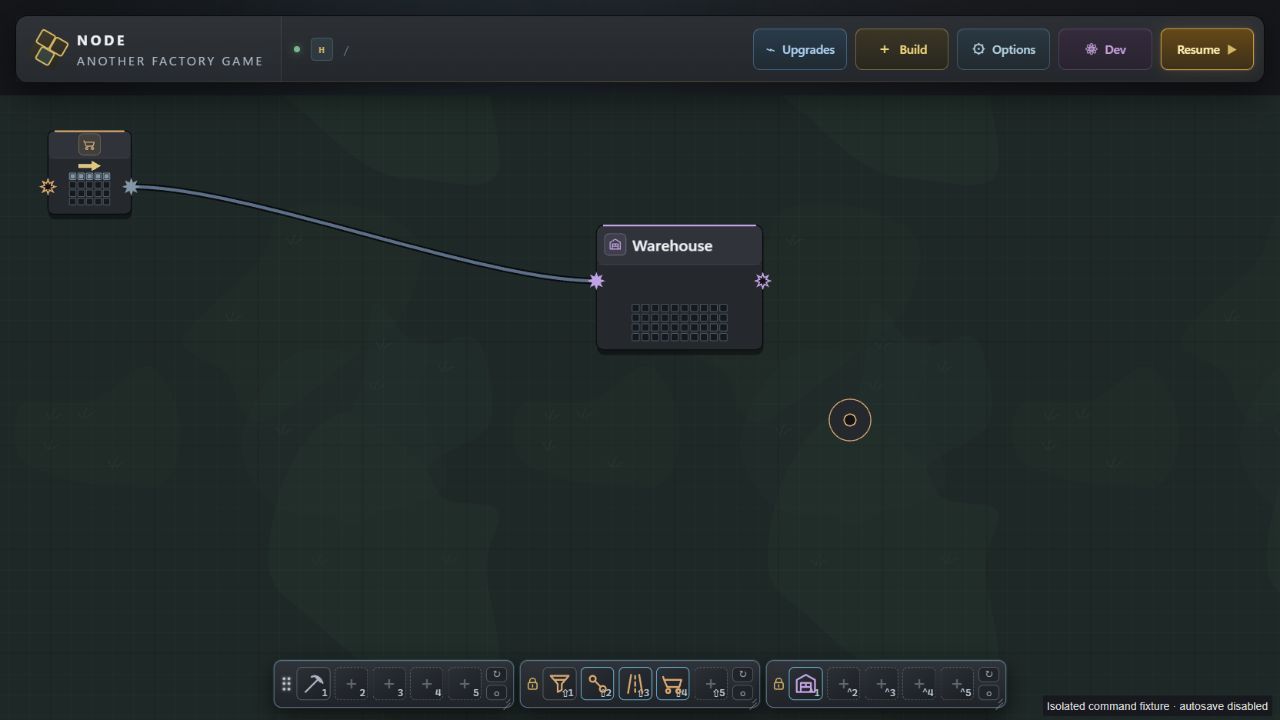 NODE
ANOTHER FACTORY GAME
H /
Upgrades
+ Build
Options
Dev
Resume
Warehouse
1 2 3 4 5
⇧1 ⇧2 ⇧3 ⇧4 ⇧5
1 ^2 ^3 ^4 ^5
Isolated command fixture · autosave disabled